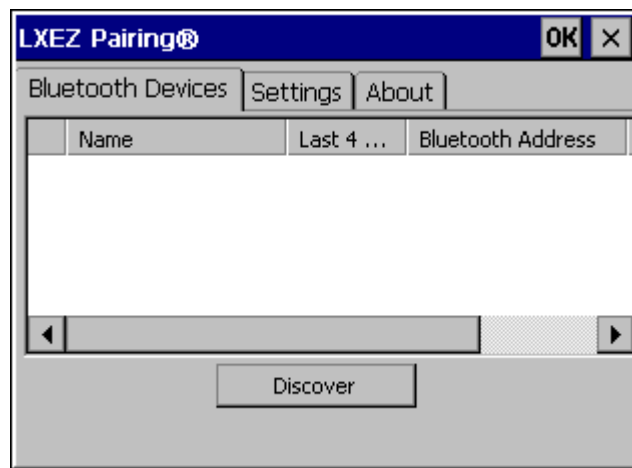 LXEZ Pairing® OK ×
Bluetooth Devices Settings About
Name Last 4 ... Bluetooth Address
Discover